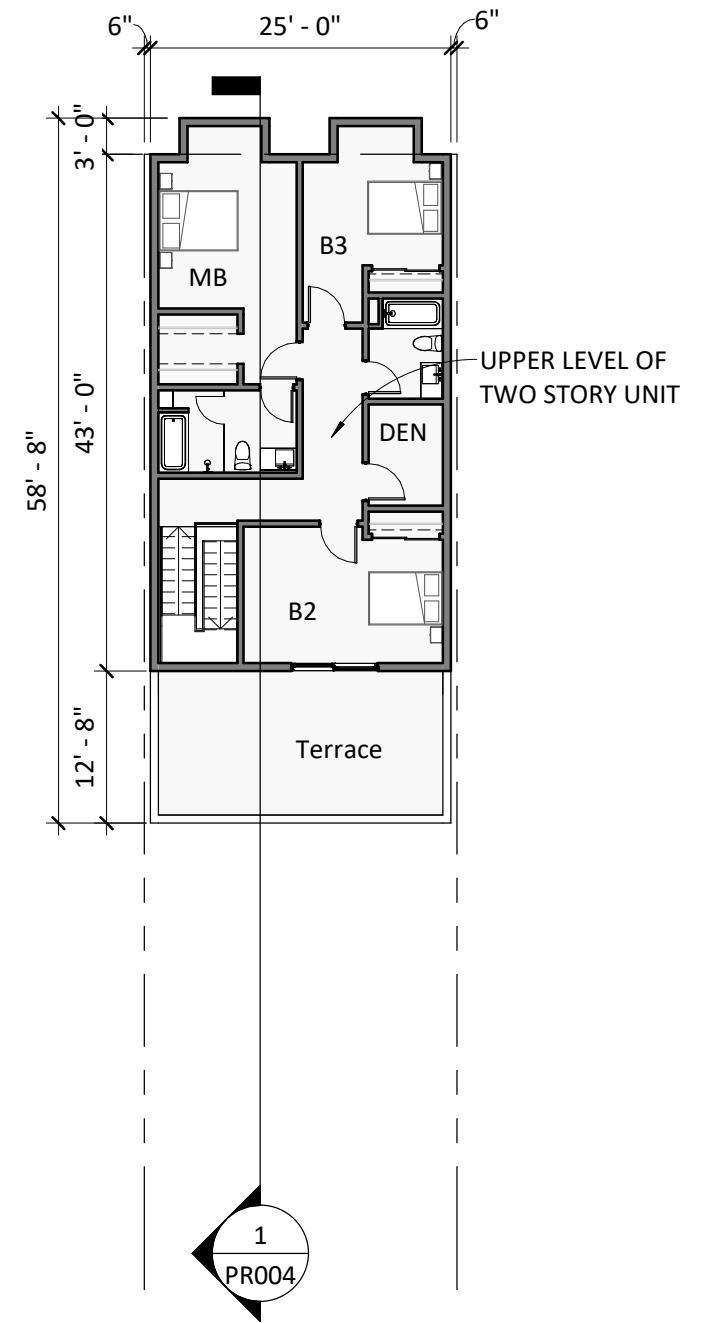 6"
25' - 0"
6"
3' - 0"
B3
MB
UPPER LEVEL OF
TWO STORY UNIT
43' - 0"
DEN
58' - 8"
B2
12' - 8"
Terrace
1
PR004